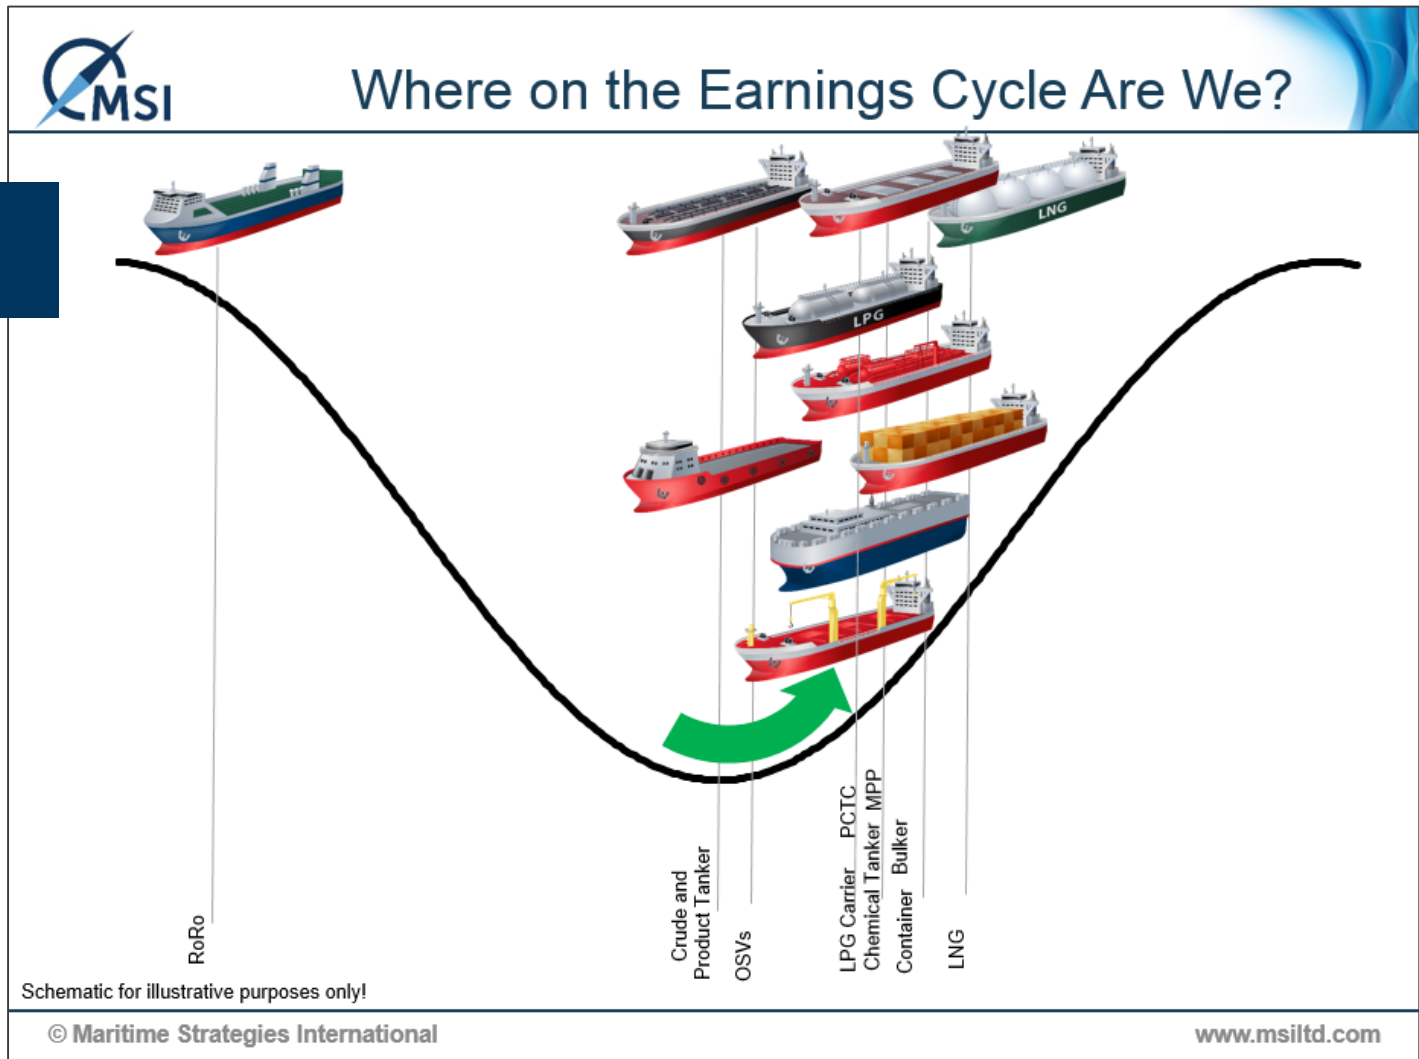 MSI
Where on the Earnings Cycle Are We?
LNG
LPG
RoRo
Crude and
Product Tanker
OSVs
LPG Carrier PCTC
Chemical Tanker MPP
Container Bulker
LNG
Schematic for illustrative purposes only!
© Maritime Strategies International
www.msiltd.com